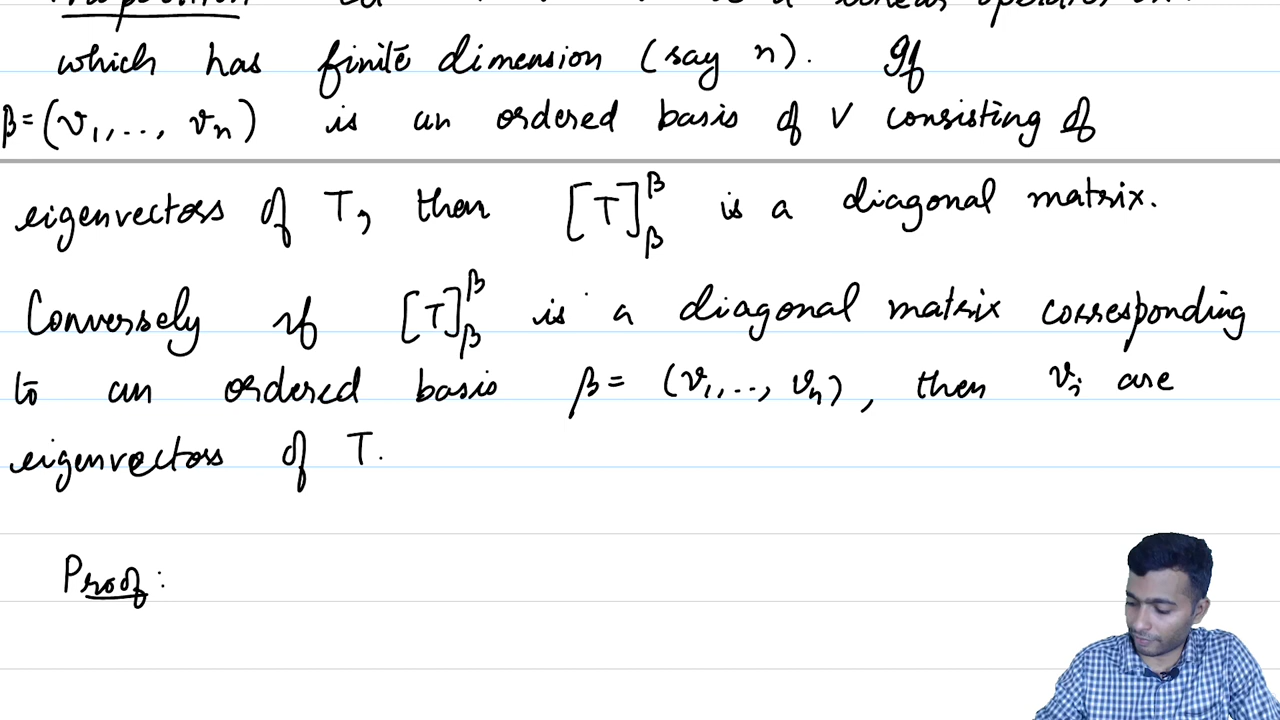 which has finite dimension (say n). If
β = (v₁,.., vₙ) is an ordered basis of V consisting of
eigenvectors of T, then [T]_β^β is a diagonal matrix.
Conversely if [T]_β^β is a diagonal matrix corresponding
to an ordered basis β = (v₁,.., vₙ), then vᵢ are
eigenvectors of T.
Proof: